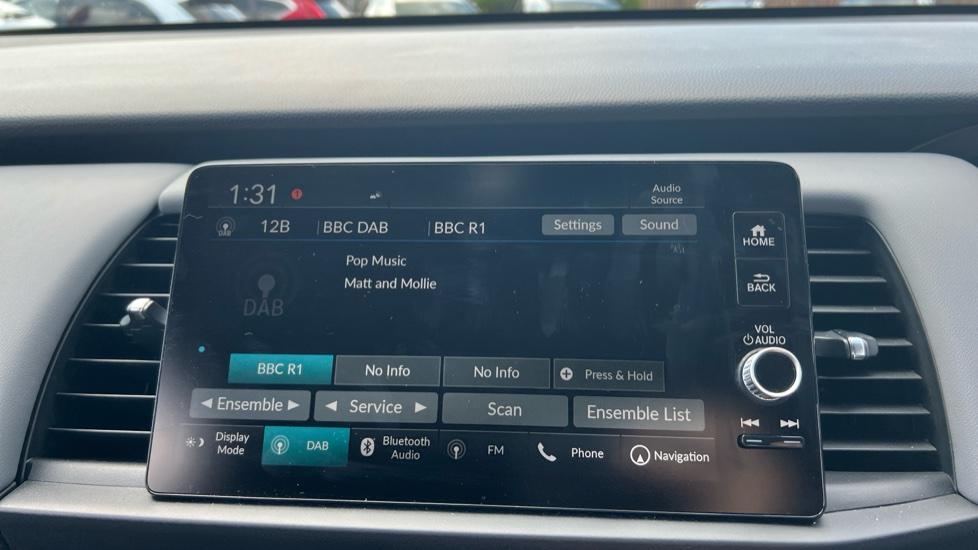 1:31 1 Audio
Source
DAB 12B BBC DAB BBC R1 Settings Sound
HOME
Pop Music
Matt and Mollie
BACK
DAB
VOL
AUDIO
BBC R1 No Info No Info Press & Hold
Ensemble Service Scan Ensemble List
Display
Mode DAB Bluetooth
Audio FM Phone Navigation